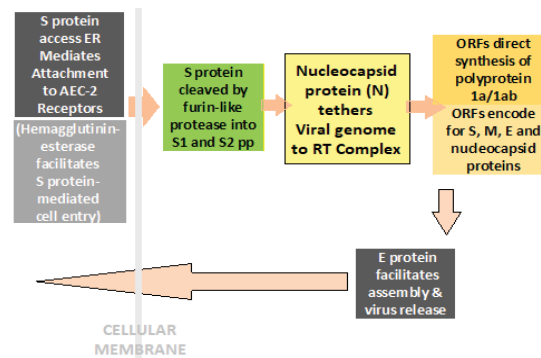 S protein
access ER
Mediates
Attachment
to AEC-2
Receptors
(Hemagglutinin-
esterase
facilitates
S protein-
mediated
cell entry)
S protein
cleaved by
furin-like
protease into
S1 and S2 pp
Nucleocapsid
protein (N)
tethers
Viral genome
to RT Complex
ORFs direct
synthesis of
polyprotein
1a/1ab
ORFs encode
for S, M, E and
nucleocapsid
proteins
E protein
facilitates
assembly &
virus release
CELLULAR
MEMBRANE